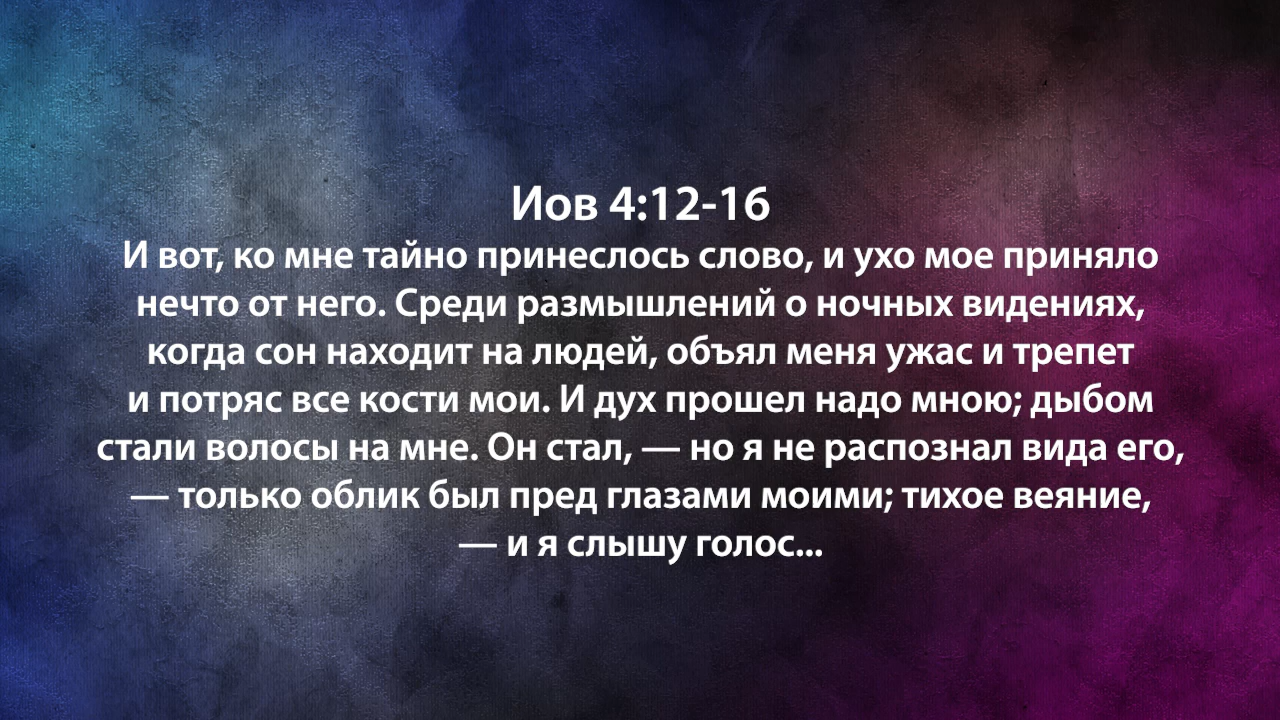 Иов 4:12-16
И вот, ко мне тайно принеслось слово, и ухо мое приняло
нечто от него. Среди размышлений о ночных видениях,
когда сон находит на людей, объял меня ужас и трепет
и потряс все кости мои. И дух прошел надо мною; дыбом
стали волосы на мне. Он стал, — но я не распознал вида его,
— только облик был пред глазами моими; тихое веяние,
— и я слышу голос...